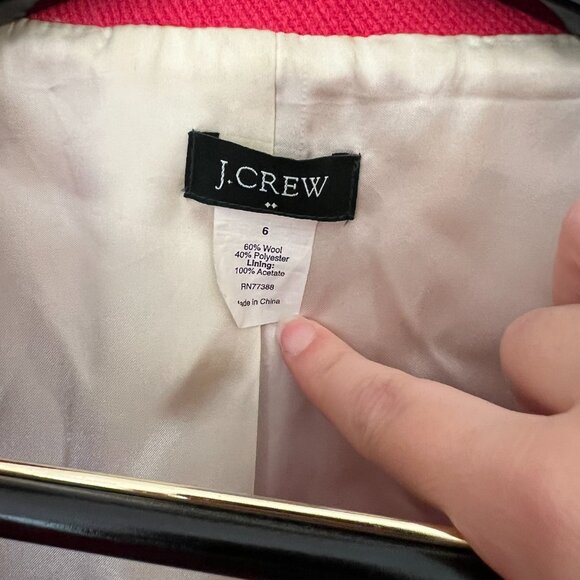 J.CREW
6
60% Wool
40% Polyester
Lining:
100% Acetate
RN77388
Made in China